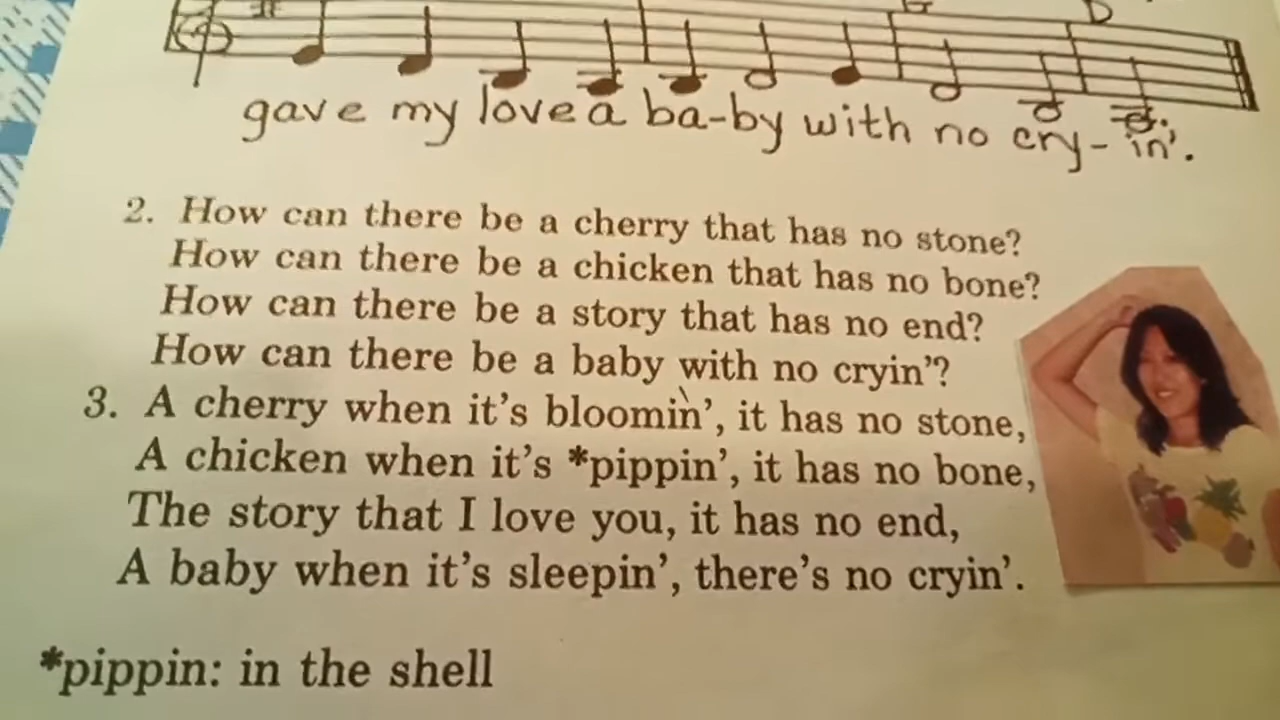 D
gave my love a ba-by with no cry-in'.
2. How can there be a cherry that has no stone?
How can there be a chicken that has no bone?
How can there be a story that has no end?
How can there be a baby with no cryin'?
3. A cherry when it's bloomin', it has no stone,
A chicken when it's *pippin', it has no bone,
The story that I love you, it has no end,
A baby when it's sleepin', there's no cryin'.
*pippin: in the shell